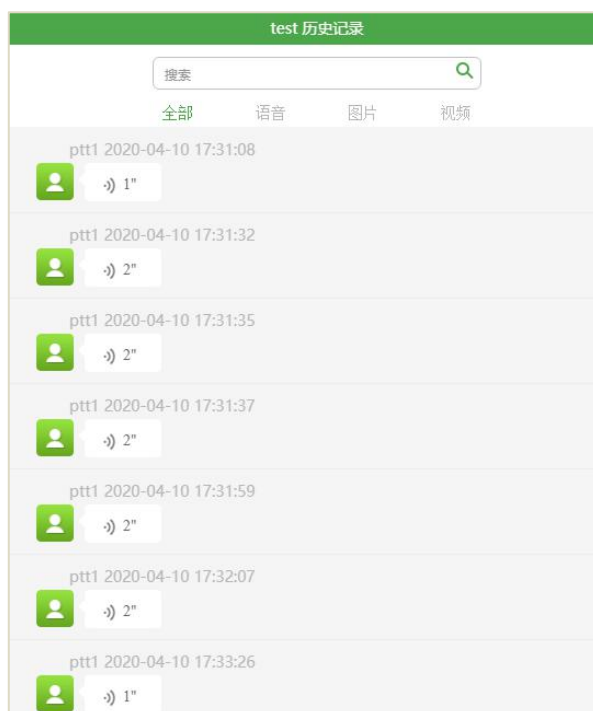 test 历史记录
搜索
全部 语音 图片 视频
ptt1 2020-04-10 17:31:08
1"
ptt1 2020-04-10 17:31:32
2"
ptt1 2020-04-10 17:31:35
2"
ptt1 2020-04-10 17:31:37
2"
ptt1 2020-04-10 17:31:59
2"
ptt1 2020-04-10 17:32:07
2"
ptt1 2020-04-10 17:33:26
1"